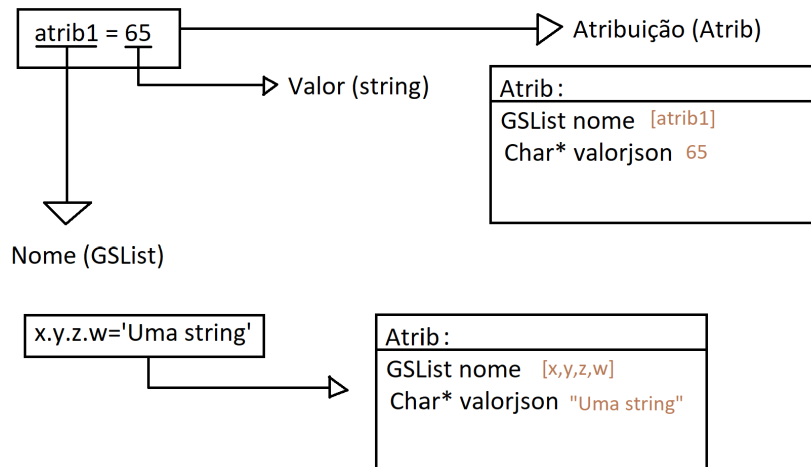 atrib1 = 65
Atribuição (Atrib)
Valor (string)
Atrib:
GSList nome [atrib1]
Char* valorjson 65
Nome (GSList)
x.y.z.w='Uma string'
Atrib:
GSList nome [x,y,z,w]
Char* valorjson "Uma string"